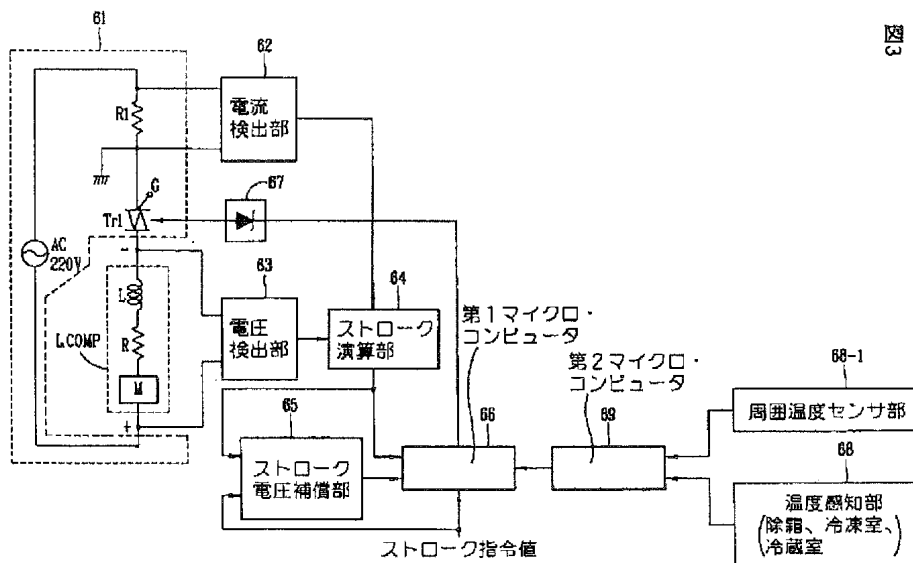 図3
61
62
電流
検出部
R1
G
Tr1
67
AC
220V
63
電圧
検出部
64
ストローク
演算部
L
R
M
L.COMP
第1マイクロ・
コンピュータ
第2マイクロ・
コンピュータ
65
ストローク
電圧補償部
66
69
68-1
周囲温度センサ部
68
温度感知部
(除霜、冷凍室、
冷蔵室)
ストローク指令値
-
+